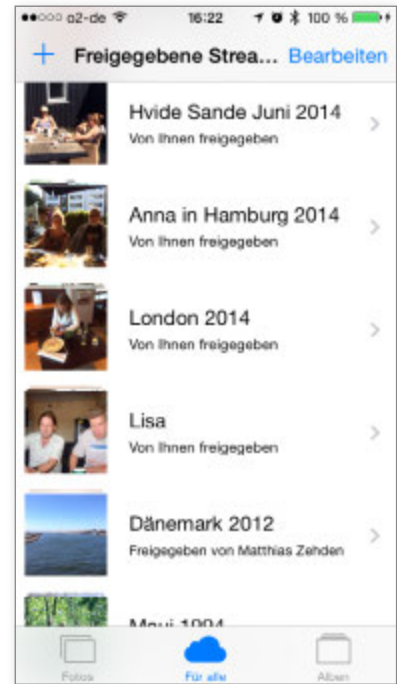 o2-de 16:22 100 %
+ Freigegebene Strea... Bearbeiten
Hvide Sande Juni 2014
Von Ihnen freigegeben
Anna in Hamburg 2014
Von Ihnen freigegeben
London 2014
Von Ihnen freigegeben
Lisa
Von Ihnen freigegeben
Dänemark 2012
Freigegeben von Matthias Zehden
Maui 1994
Fotos Für alle Alben